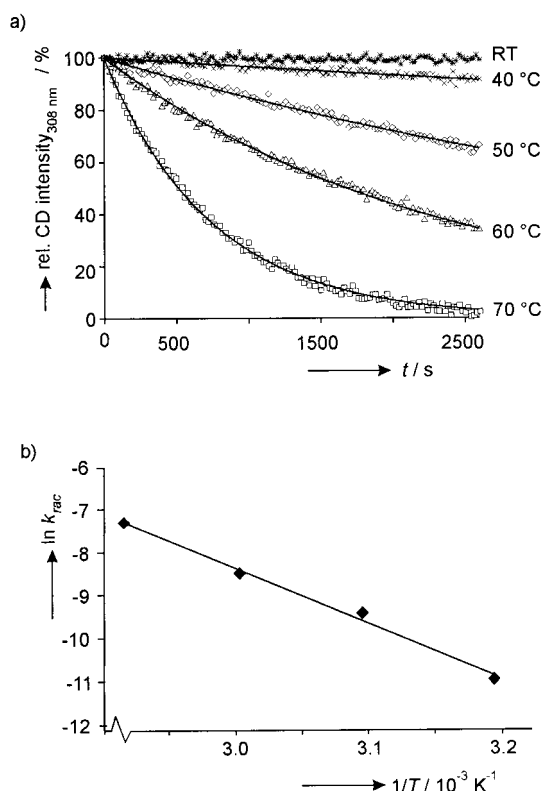 a)
rel. CD intensity308 nm / %
100
80
60
40
20
0
RT
40 °C
50 °C
60 °C
70 °C
0
500
1500
2500
t / s
b)
ln krac
-6
-7
-8
-9
-10
-11
-12
3.0
3.1
3.2
1/T / 10-3 K-1